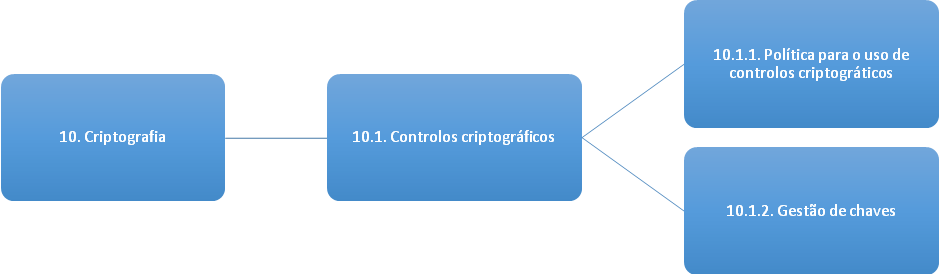 10. Criptografia
10.1. Controlos criptográficos
10.1.1. Política para o uso de
controlos criptográticos
10.1.2. Gestão de chaves